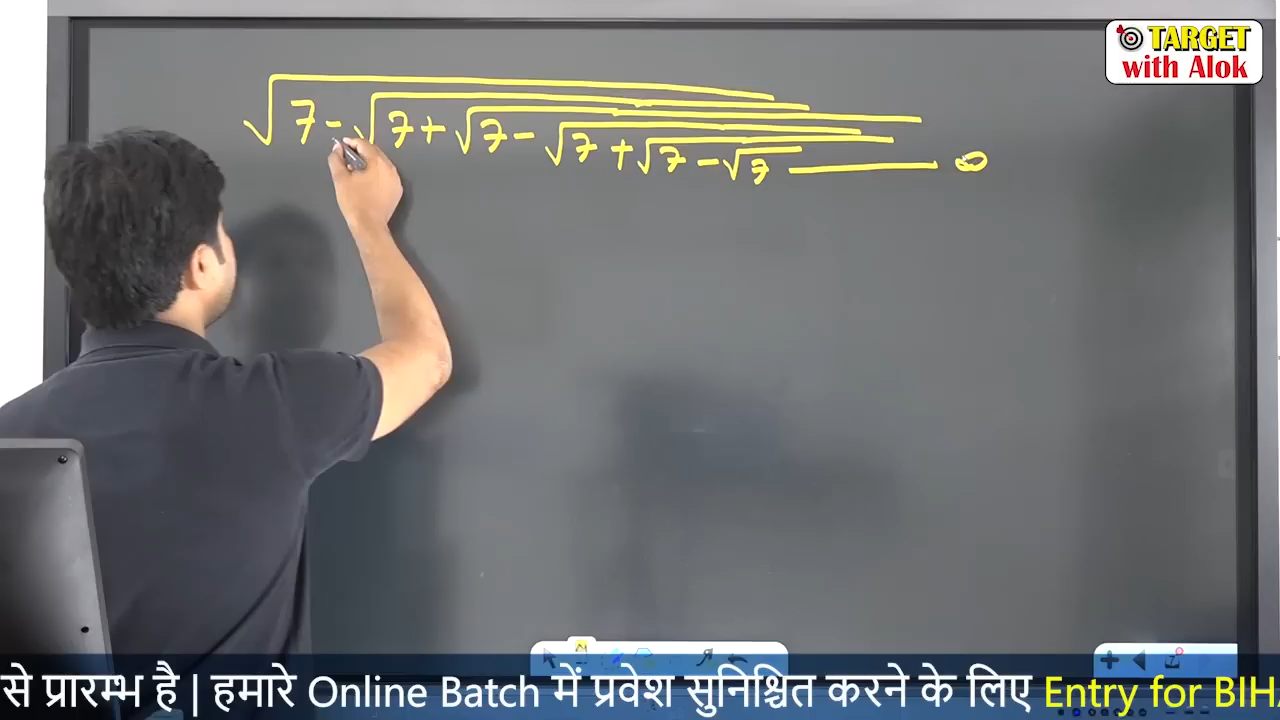 TARGET
with Alok
√7-√7+√7-√7+√7-√7 ——— ∞
से प्रारम्भ है | हमारे Online Batch में प्रवेश सुनिश्चित करने के लिए Entry for BIH